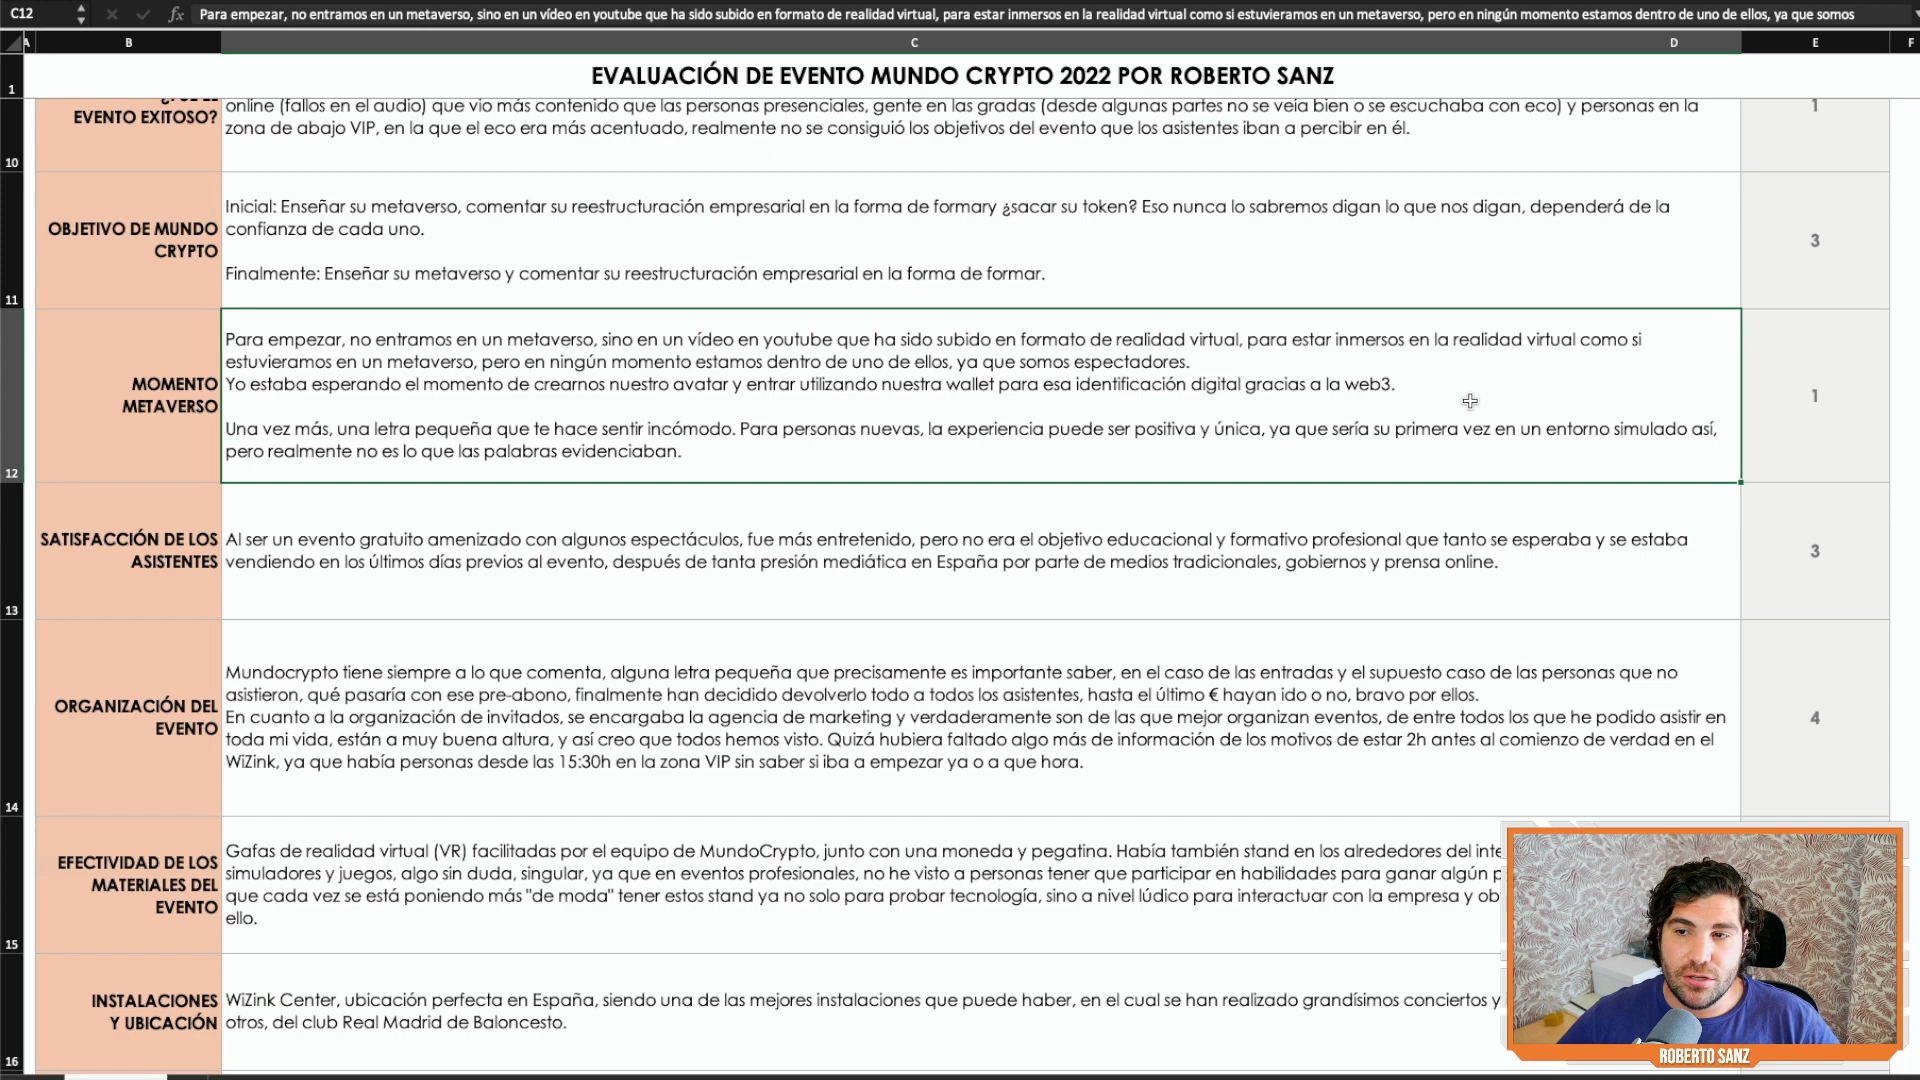 C12
fx Para empezar, no entramos en un metaverso, sino en un vídeo en youtube que ha sido subido en formato de realidad virtual, para estar inmersos en la realidad virtual como si estuvieramos en un metaverso, pero en ningún momento estamos dentro de uno de ellos, ya que somos
A B C D E F
1 EVALUACIÓN DE EVENTO MUNDO CRYPTO 2022 POR ROBERTO SANZ
EVENTO EXITOSO?
online (fallos en el audio) que vio más contenido que las personas presenciales, gente en las gradas (desde algunas partes no se veia bien o se escuchaba con eco) y personas en la
zona de abajo VIP, en la que el eco era más acentuado, realmente no se consiguió los objetivos del evento que los asistentes iban a percibir en él.
1
10
OBJETIVO DE MUNDO
CRYPTO
Inicial: Enseñar su metaverso, comentar su reestructuración empresarial en la forma de formary ¿sacar su token? Eso nunca lo sabremos digan lo que nos digan, dependerá de la
confianza de cada uno.
Finalmente: Enseñar su metaverso y comentar su reestructuración empresarial en la forma de formar.
3
11
MOMENTO
METAVERSO
Para empezar, no entramos en un metaverso, sino en un vídeo en youtube que ha sido subido en formato de realidad virtual, para estar inmersos en la realidad virtual como si
estuvieramos en un metaverso, pero en ningún momento estamos dentro de uno de ellos, ya que somos espectadores.
Yo estaba esperando el momento de crearnos nuestro avatar y entrar utilizando nuestra wallet para esa identificación digital gracias a la web3.
Una vez más, una letra pequeña que te hace sentir incómodo. Para personas nuevas, la experiencia puede ser positiva y única, ya que sería su primera vez en un entorno simulado así,
pero realmente no es lo que las palabras evidenciaban.
1
12
SATISFACCIÓN DE LOS
ASISTENTES
Al ser un evento gratuito amenizado con algunos espectáculos, fue más entretenido, pero no era el objetivo educacional y formativo profesional que tanto se esperaba y se estaba
vendiendo en los últimos días previos al evento, después de tanta presión mediática en España por parte de medios tradicionales, gobiernos y prensa online.
3
13
ORGANIZACIÓN DEL
EVENTO
Mundocrypto tiene siempre a lo que comenta, alguna letra pequeña que precisamente es importante saber, en el caso de las entradas y el supuesto caso de las personas que no
asistieron, qué pasaría con ese pre-abono, finalmente han decidido devolverlo todo a todos los asistentes, hasta el último € hayan ido o no, bravo por ellos.
En cuanto a la organización de invitados, se encargaba la agencia de marketing y verdaderamente son de las que mejor organizan eventos, de entre todos los que he podido asistir en
toda mi vida, están a muy buena altura, y así creo que todos hemos visto. Quizá hubiera faltado algo más de información de los motivos de estar 2h antes al comienzo de verdad en el
WiZink, ya que había personas desde las 15:30h en la zona VIP sin saber si iba a empezar ya o a que hora.
4
14
EFECTIVIDAD DE LOS
MATERIALES DEL
EVENTO
Gafas de realidad virtual (VR) facilitadas por el equipo de MundoCrypto, junto con una moneda y pegatina. Había también stand en los alrededores del
simuladores y juegos, algo sin duda, singular, ya que en eventos profesionales, no he visto a personas tener que participar en habilidades para ganar algún
que cada vez se está poniendo más "de moda" tener estos stand ya no solo para probar tecnología, sino a nivel lúdico para interactuar con la empresa y
ello.
15
INSTALACIONES
Y UBICACIÓN
WiZink Center, ubicación perfecta en España, siendo una de las mejores instalaciones que puede haber, en el cual se han realizado grandísimos conciertos y
otros, del club Real Madrid de Baloncesto.
16
ROBERTO SANZ